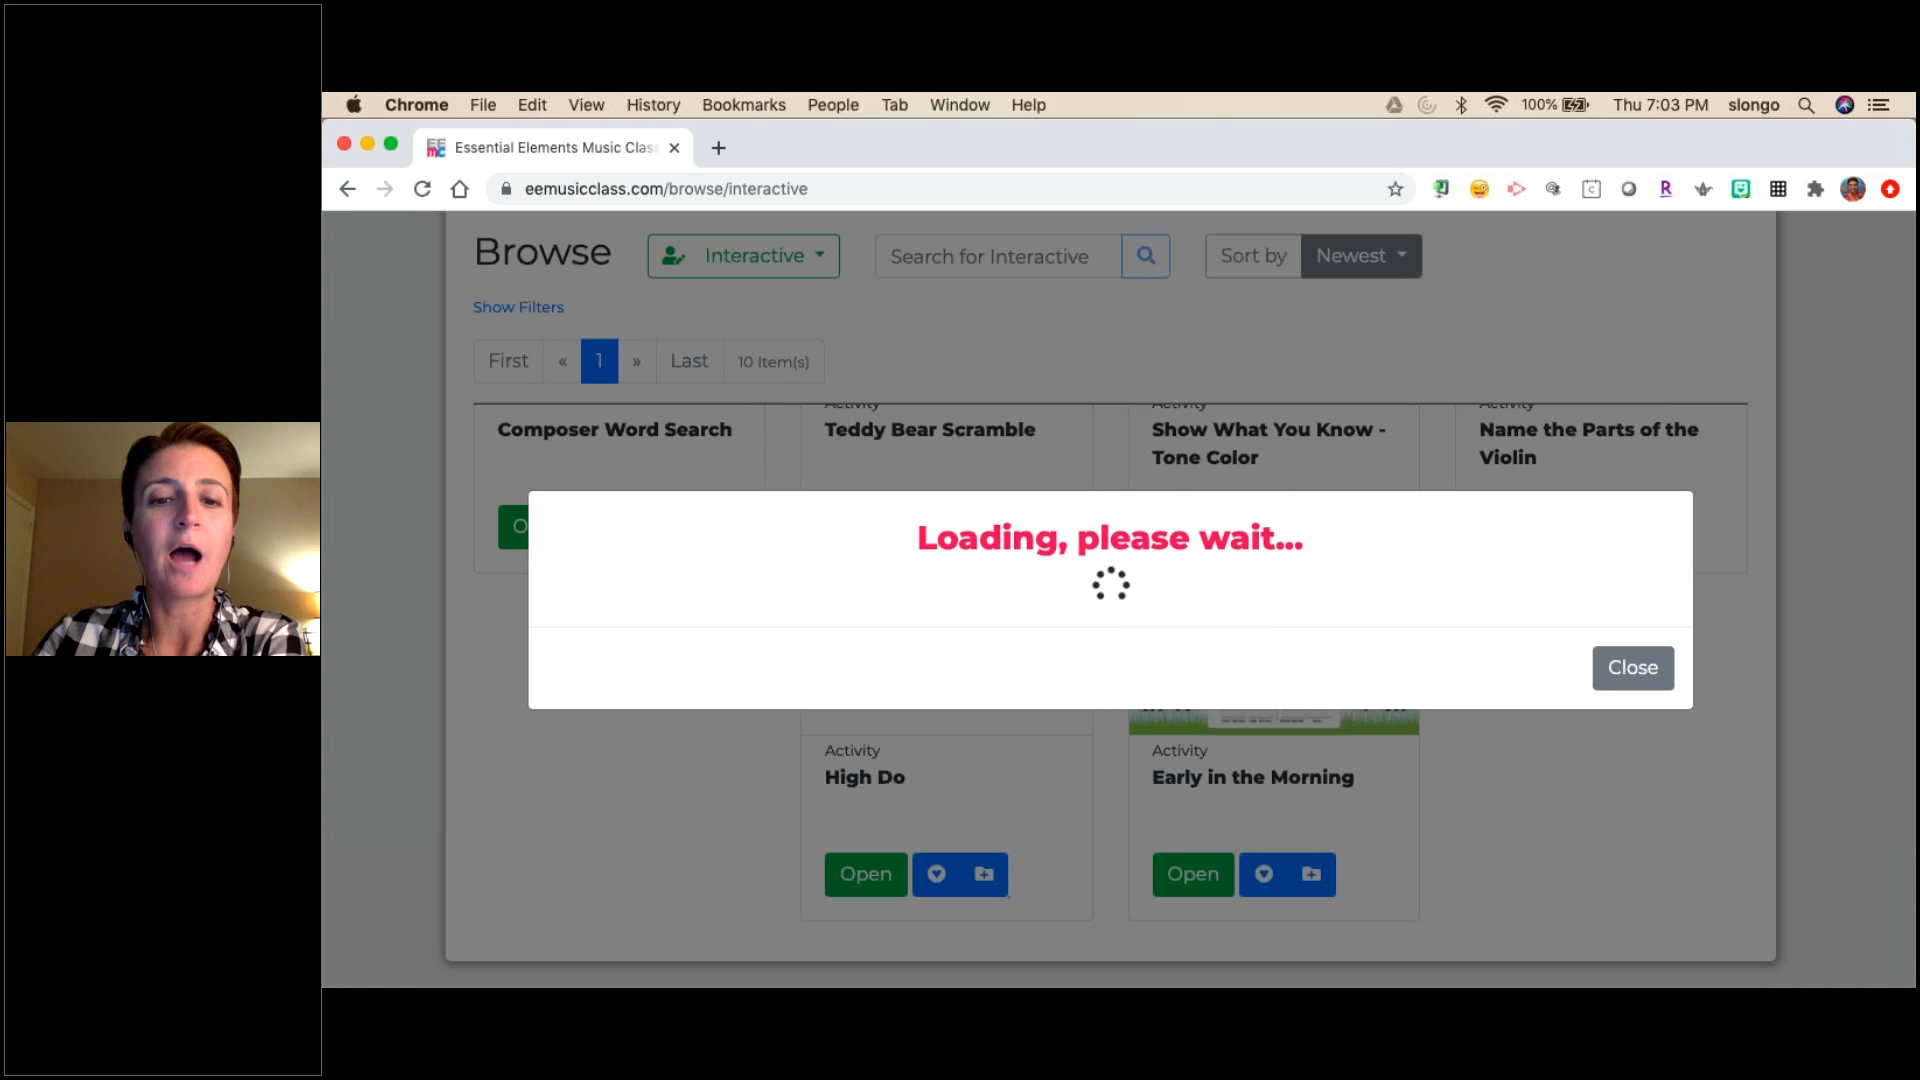 Chrome File Edit View History Bookmarks People Tab Window Help 100% Thu 7:03 PM slongo
Essential Elements Music Clas
eemusicclass.com/browse/interactive
Browse Interactive Search for Interactive Sort by Newest
Show Filters
First « 1 » Last 10 Item(s)
Activity Activity Activity
Composer Word Search Teddy Bear Scramble Show What You Know - Name the Parts of the
Tone Color Violin
O
Loading, please wait...
Close
Activity Activity
High Do Early in the Morning
Open Open